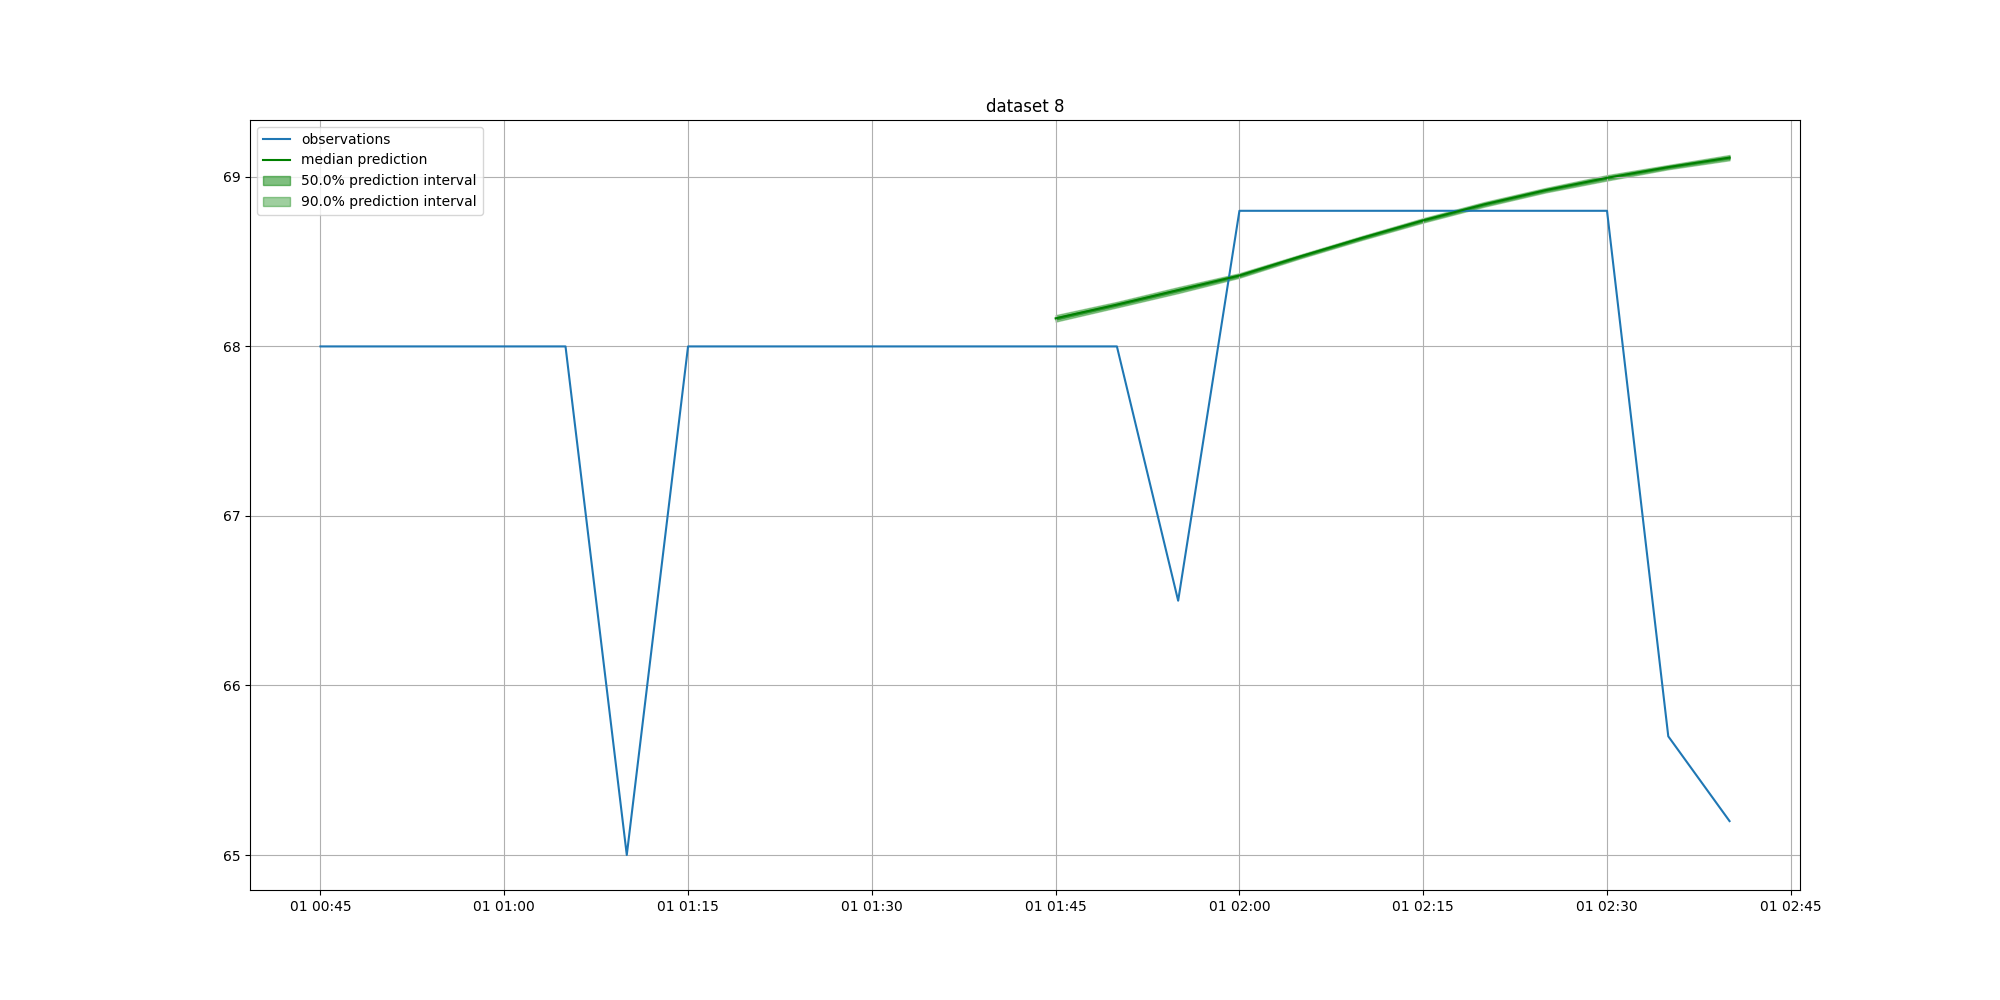 dataset 8
observations
median prediction
50.0% prediction interval
90.0% prediction interval
69
68
67
66
65
01 00:45 01 01:00 01 01:15 01 01:30 01 01:45 01 02:00 01 02:15 01 02:30 01 02:45